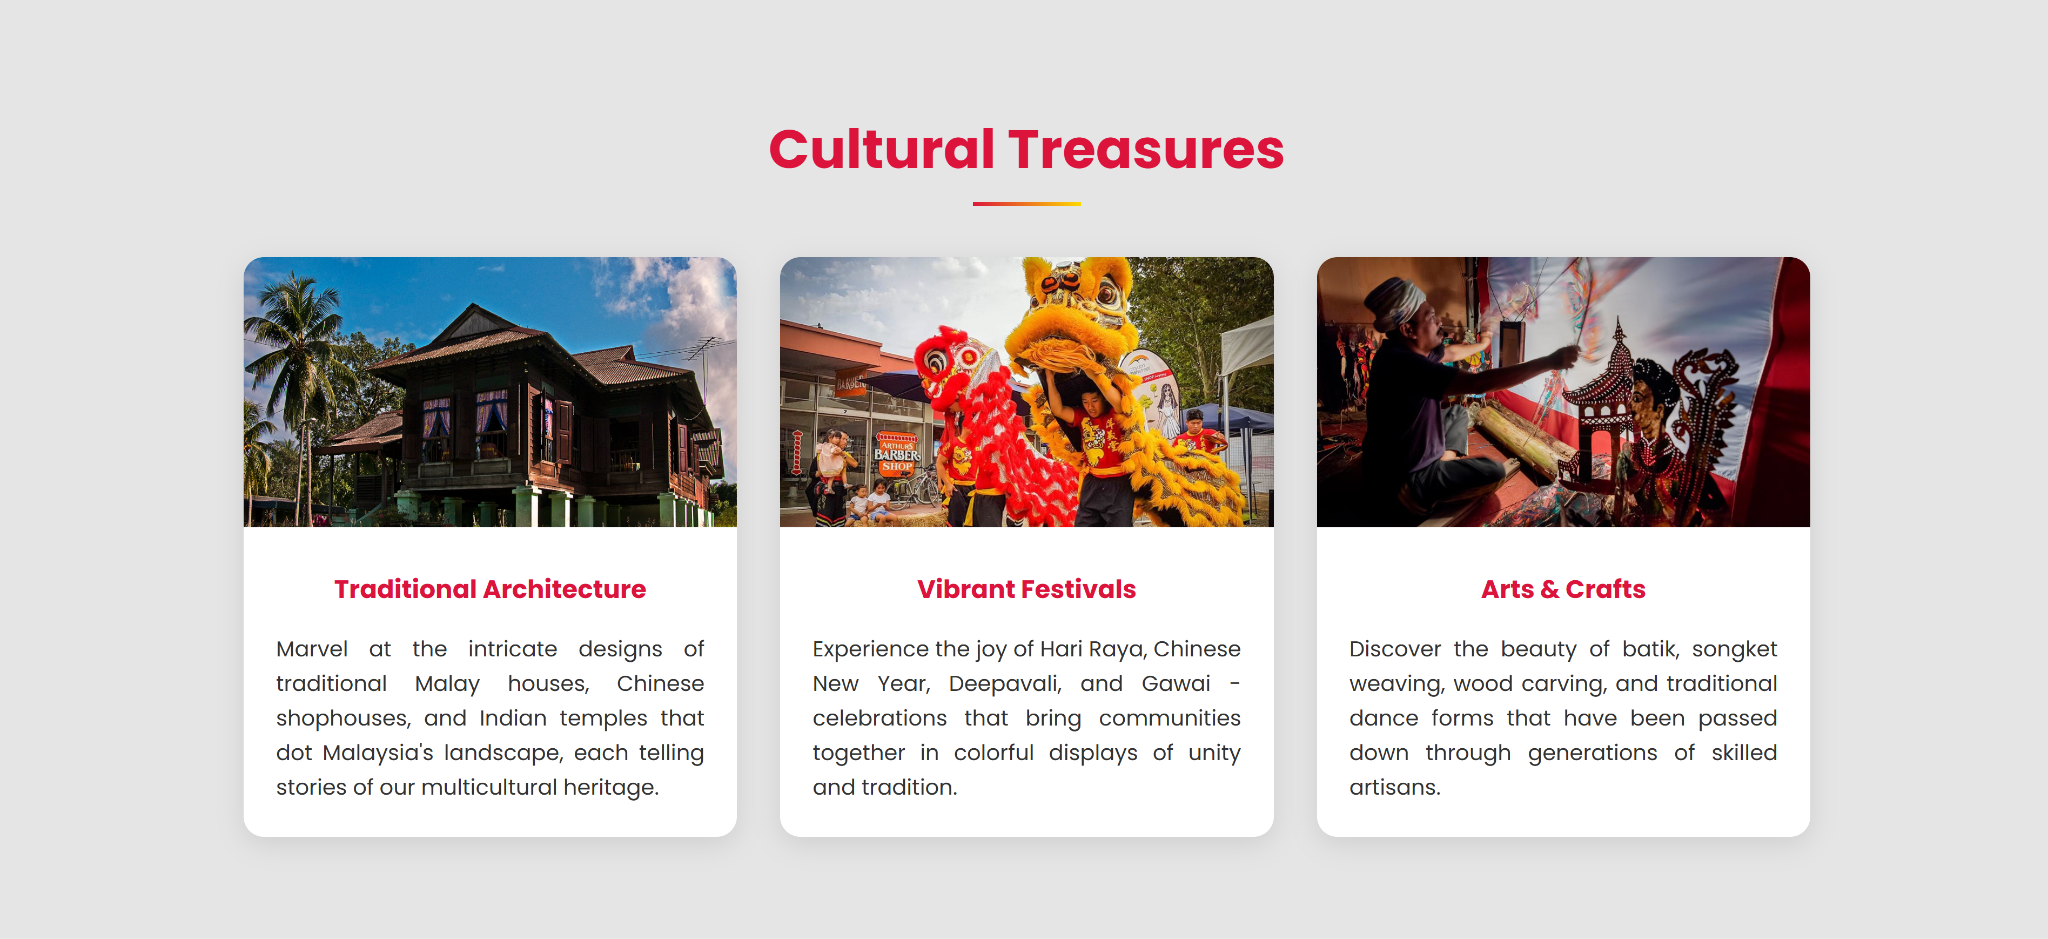 Cultural Treasures
BARBER
ARTHUR'S
BARBER
SHOP
Traditional Architecture
Marvel at the intricate designs of
traditional Malay houses, Chinese
shophouses, and Indian temples that
dot Malaysia's landscape, each telling
stories of our multicultural heritage.
Vibrant Festivals
Experience the joy of Hari Raya, Chinese
New Year, Deepavali, and Gawai -
celebrations that bring communities
together in colorful displays of unity
and tradition.
Arts & Crafts
Discover the beauty of batik, songket
weaving, wood carving, and traditional
dance forms that have been passed
down through generations of skilled
artisans.